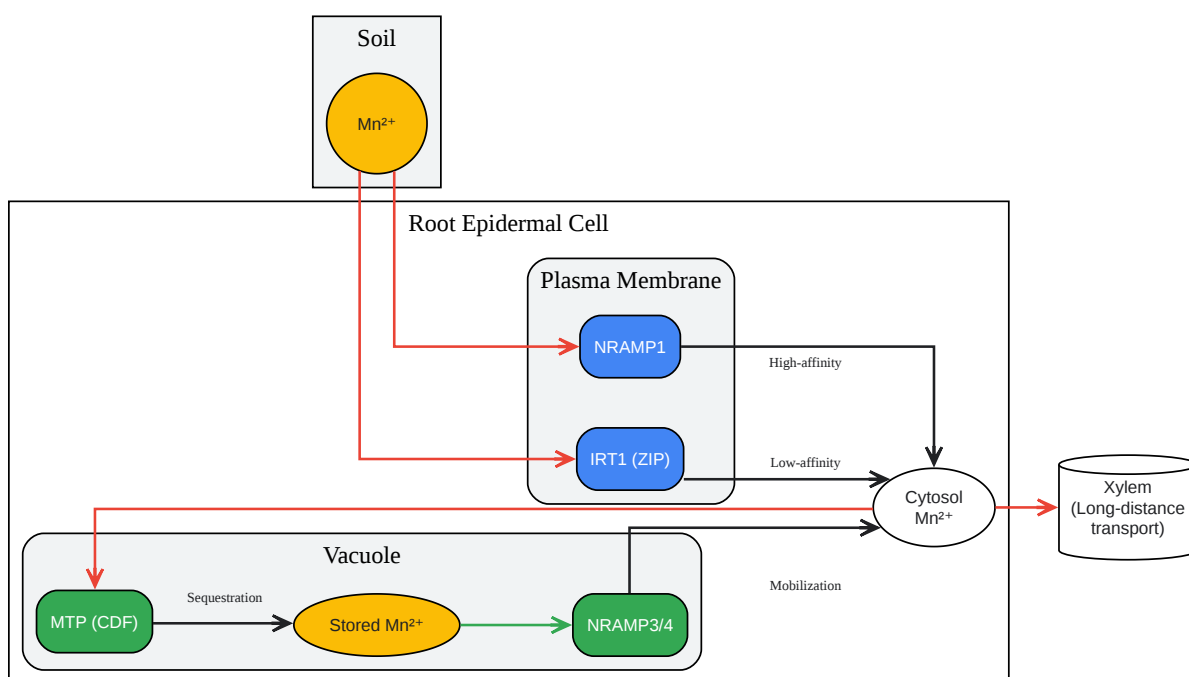 Soil
Mn²⁺
Root Epidermal Cell
Plasma Membrane
NRAMP1
High-affinity
IRT1 (ZIP)
Low-affinity
Cytosol
Mn²⁺
Xylem
(Long-distance
transport)
Vacuole
MTP (CDF)
Sequestration
Stored Mn²⁺
NRAMP3/4
Mobilization